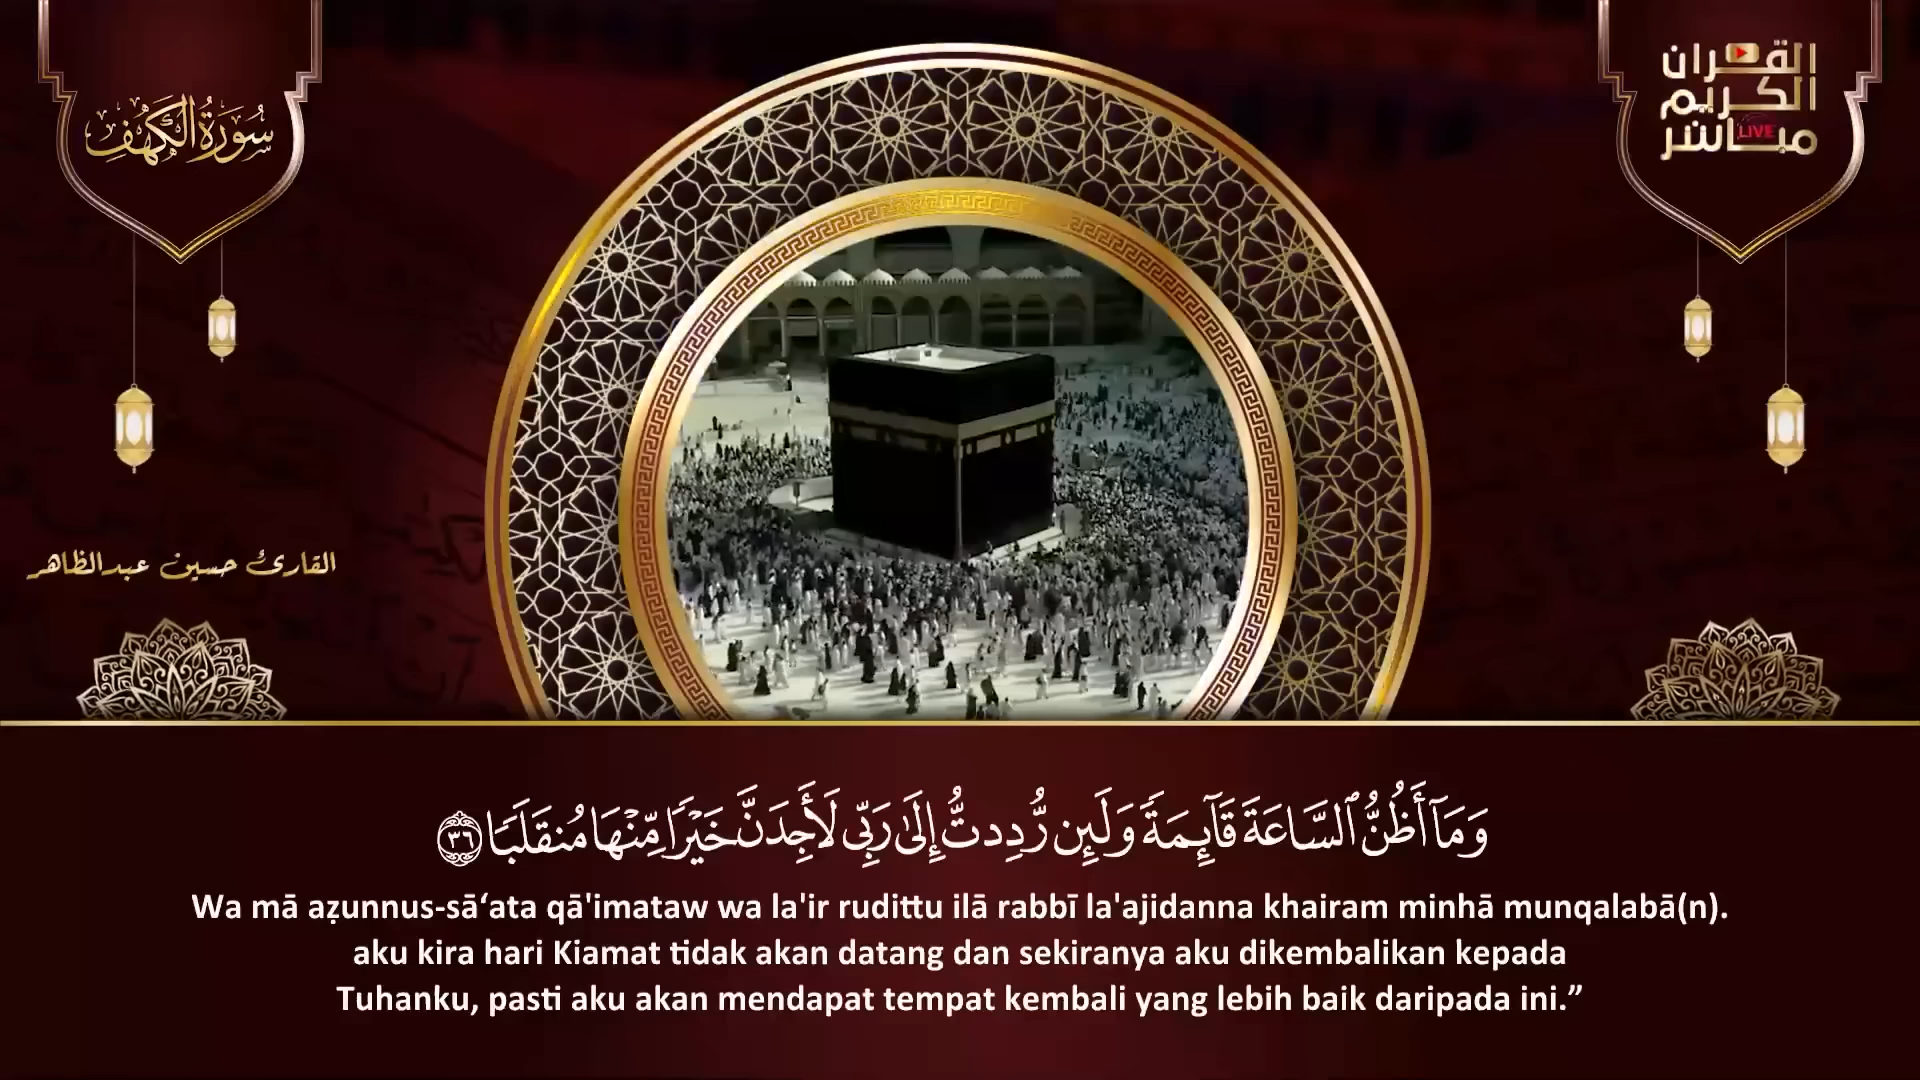 سُورَةُ الكَهْفِ
القرآن
الكريم
LIVE
مباشر
القارئ حسين عبدالظاهر
وَمَآ أَظُنُّ ٱلسَّاعَةَ قَآئِمَةً وَلَئِن رُّدِدتُّ إِلَىٰ رَبِّى لَأَجِدَنَّ خَيْرًا مِّنْهَا مُنقَلَبًا ٣٦
Wa mā aẓunnus-sā‘ata qā'imataw wa la'ir rudittu ilā rabbī la'ajidanna khairam minhā munqalabā(n).
aku kira hari Kiamat tidak akan datang dan sekiranya aku dikembalikan kepada
Tuhanku, pasti aku akan mendapat tempat kembali yang lebih baik daripada ini.”